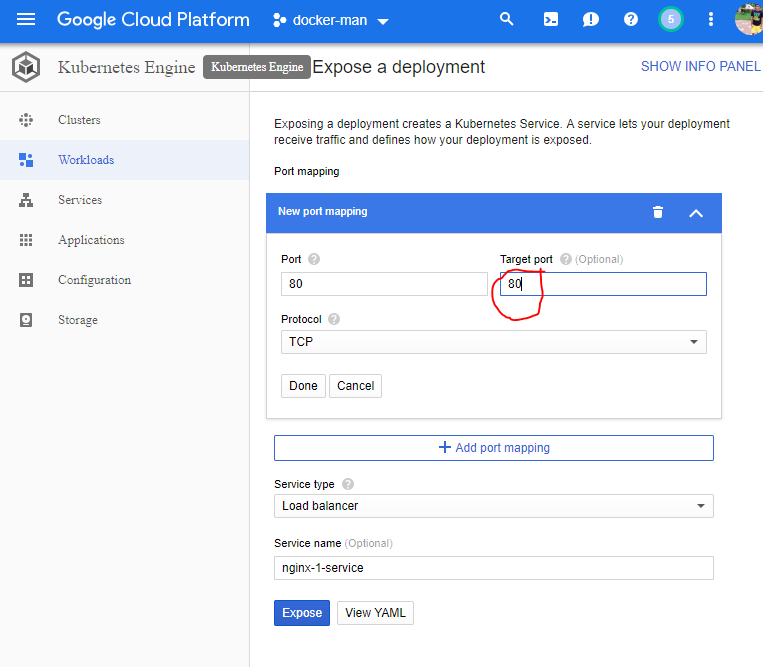 Google Cloud Platform docker-man 5
Kubernetes Engine Kubernetes Engine Expose a deployment SHOW INFO PANEL
Clusters
Workloads
Services
Applications
Configuration
Storage
Exposing a deployment creates a Kubernetes Service. A service lets your deployment
receive traffic and defines how your deployment is exposed.
Port mapping
New port mapping
Port ? Target port ? (Optional)
80 80
Protocol ?
TCP
Done Cancel
+ Add port mapping
Service type ?
Load balancer
Service name (Optional)
nginx-1-service
Expose View YAML